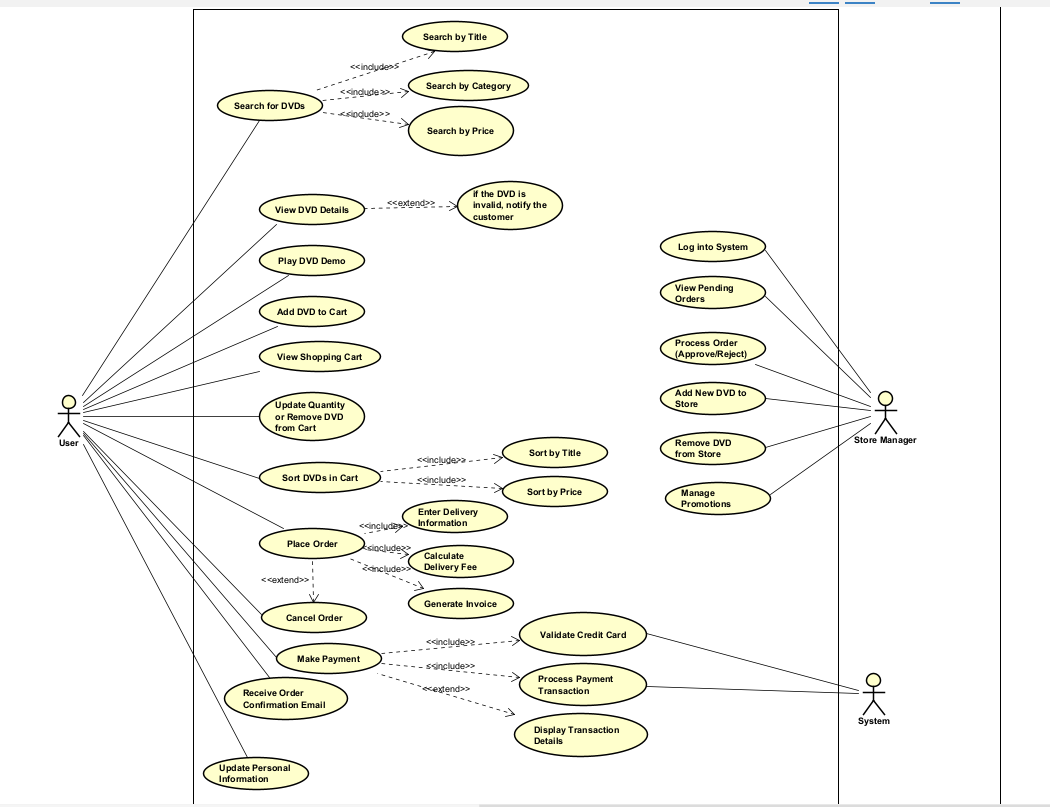 Search by Title
<<include>>
Search by Category
<<include>>
Search for DVDs
<<include>>
Search by Price
View DVD Details
<<extend>>
if the DVD is
invalid, notify the
customer
Log into System
Play DVD Demo
View Pending
Orders
Add DVD to Cart
Process Order
(Approve/Reject)
View Shopping Cart
Add New DVD to
Store
Update Quantity
or Remove DVD
from Cart
User
Store Manager
Remove DVD
from Store
Sort by Title
<<include>>
Sort DVDs in Cart
<<include>>
Sort by Price
Manage
Promotions
Enter Delivery
Information
<<include>>
Place Order
<<include>>
Calculate
Delivery Fee
<<include>>
<<extend>>
Generate Invoice
Cancel Order
Validate Credit Card
<<include>>
Make Payment
<<include>>
Process Payment
Transaction
<<extend>>
Receive Order
Confirmation Email
System
Display Transaction
Details
Update Personal
Information